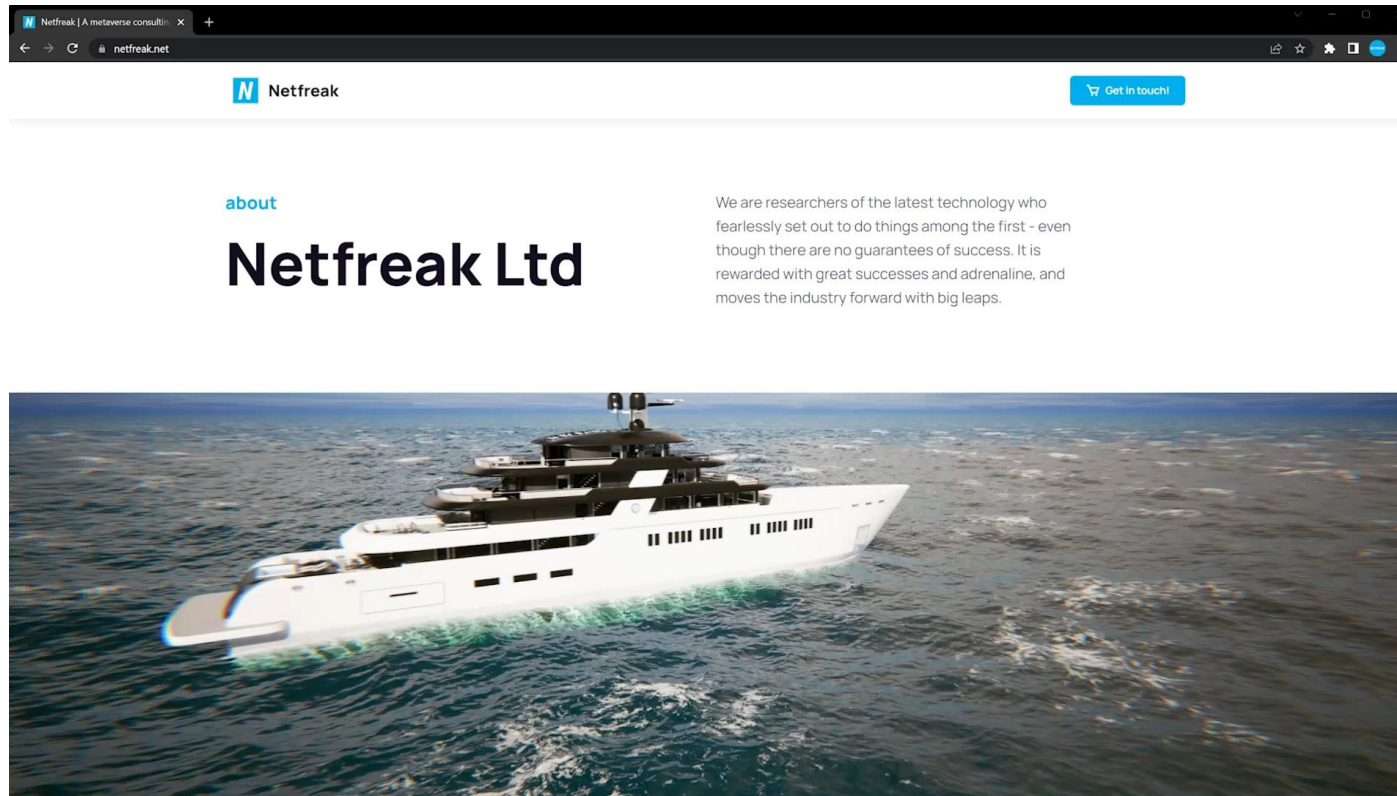 Netfreak | A metaverse consultin
netfreak.net
N Netfreak
Get in touch!
about
Netfreak Ltd
We are researchers of the latest technology who
fearlessly set out to do things among the first - even
though there are no guarantees of success. It is
rewarded with great successes and adrenaline, and
moves the industry forward with big leaps.